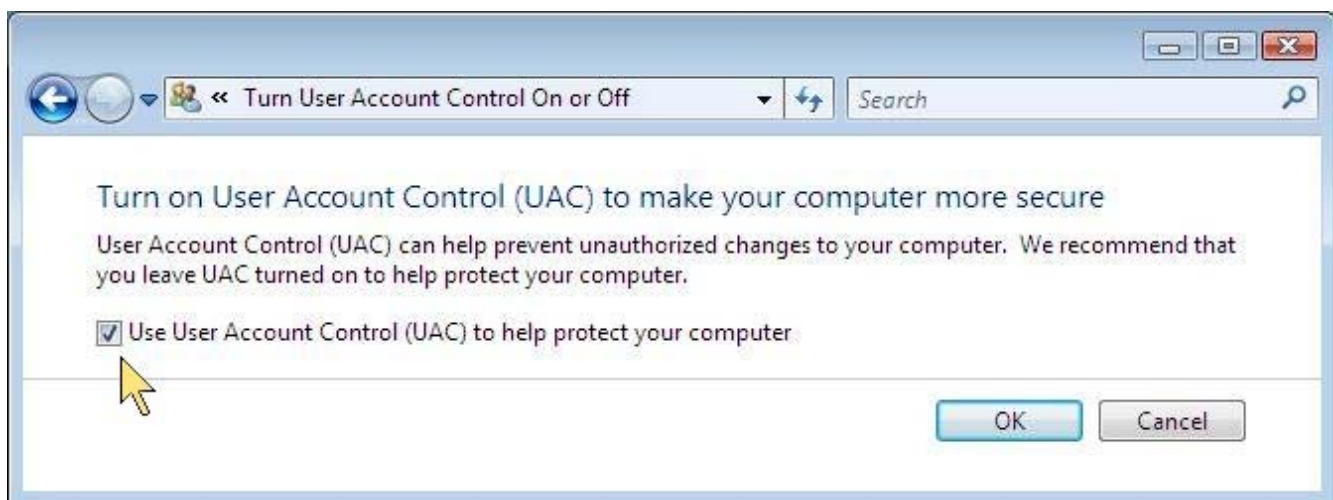 « Turn User Account Control On or Off
Search
Turn on User Account Control (UAC) to make your computer more secure
User Account Control (UAC) can help prevent unauthorized changes to your computer. We recommend that
you leave UAC turned on to help protect your computer.
Use User Account Control (UAC) to help protect your computer
OK Cancel